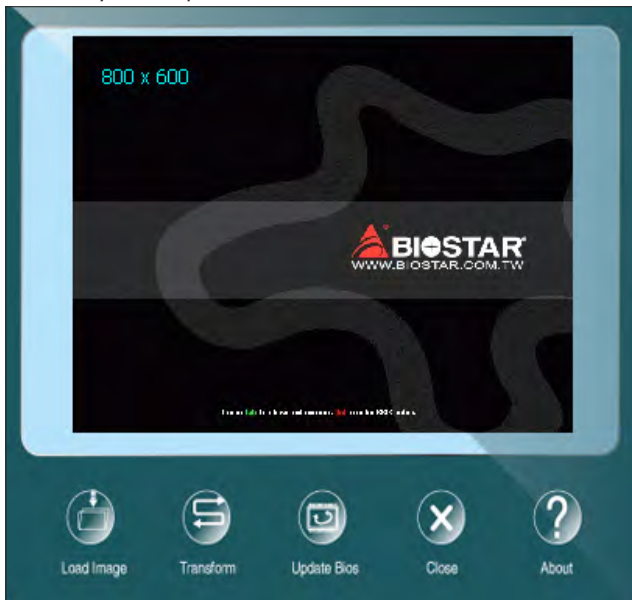 800 x 600
BIOSTAR
WWW.BIOSTAR.COM.TW
Load Image
Transform
Update Bios
Close
About